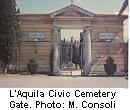 L'Aquila Civic Cemetery
Gate. Photo: M. Consoli